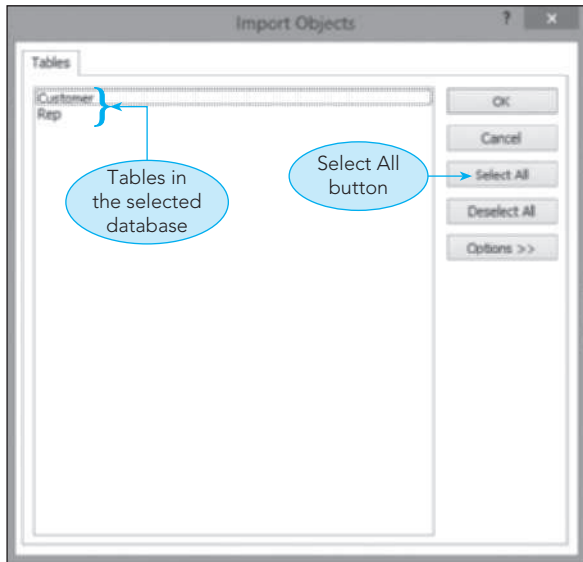 Import Objects
?
×
Tables
Customer
Rep
Tables in
the selected
database
Select All
button
OK
Cancel
Select All
Deselect All
Options >>